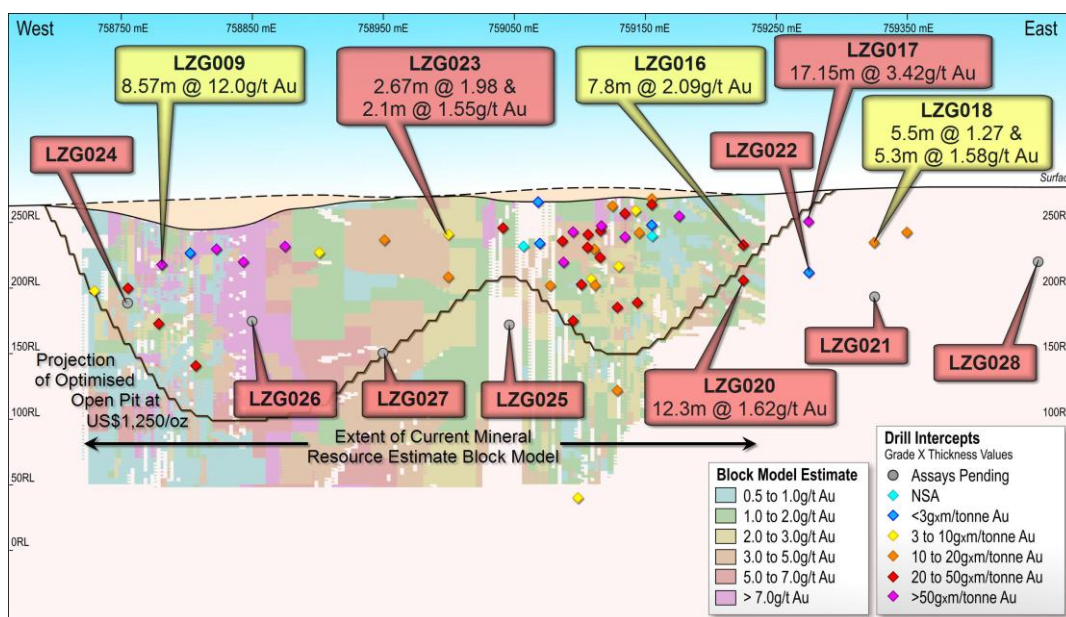 West
758750 mE
758850 mE
758950 mE
759050 mE
759150 mE
759250 mE
759350 mE
East
LZG009
8.57m @ 12.0g/t Au
LZG023
2.67m @ 1.98 &
2.1m @ 1.55g/t Au
LZG016
7.8m @ 2.09g/t Au
LZG017
17.15m @ 3.42g/t Au
LZG018
5.5m @ 1.27 &
5.3m @ 1.58g/t Au
LZG024
LZG022
250RL
200RL
150RL
100RL
50RL
0RL
250RL
200RL
150RL
100RL
Projection
of Optimised
Open Pit at
US$1,250/oz
LZG026
LZG027
LZG025
LZG020
12.3m @ 1.62g/t Au
LZG021
LZG028
Extent of Current Mineral
Resource Estimate Block Model
Block Model Estimate
0.5 to 1.0g/t Au
1.0 to 2.0g/t Au
2.0 to 3.0g/t Au
3.0 to 5.0g/t Au
5.0 to 7.0g/t Au
> 7.0g/t Au
Drill Intercepts
Grade X Thickness Values
Assays Pending
NSA
<3gxm/tonne Au
3 to 10gxm/tonne Au
10 to 20gxm/tonne Au
20 to 50gxm/tonne Au
>50gxm/tonne Au